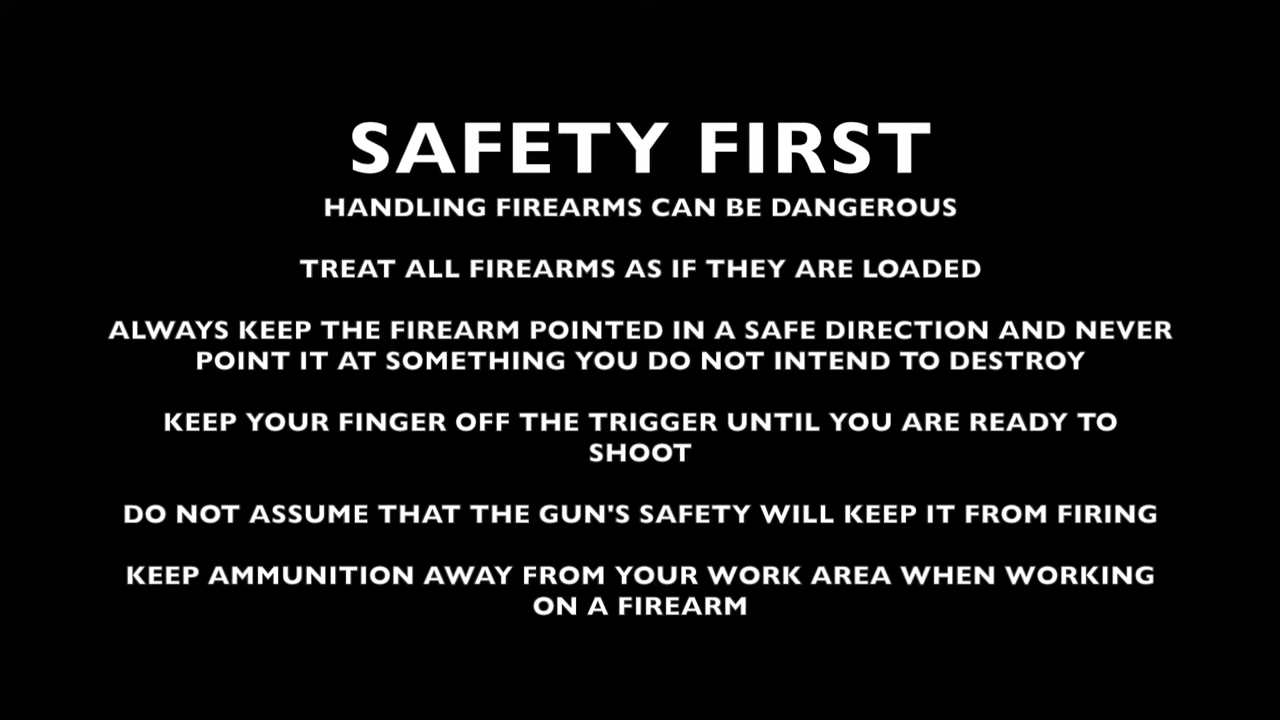 SAFETY FIRST
HANDLING FIREARMS CAN BE DANGEROUS
TREAT ALL FIREARMS AS IF THEY ARE LOADED
ALWAYS KEEP THE FIREARM POINTED IN A SAFE DIRECTION AND NEVER
POINT IT AT SOMETHING YOU DO NOT INTEND TO DESTROY
KEEP YOUR FINGER OFF THE TRIGGER UNTIL YOU ARE READY TO
SHOOT
DO NOT ASSUME THAT THE GUN'S SAFETY WILL KEEP IT FROM FIRING
KEEP AMMUNITION AWAY FROM YOUR WORK AREA WHEN WORKING
ON A FIREARM